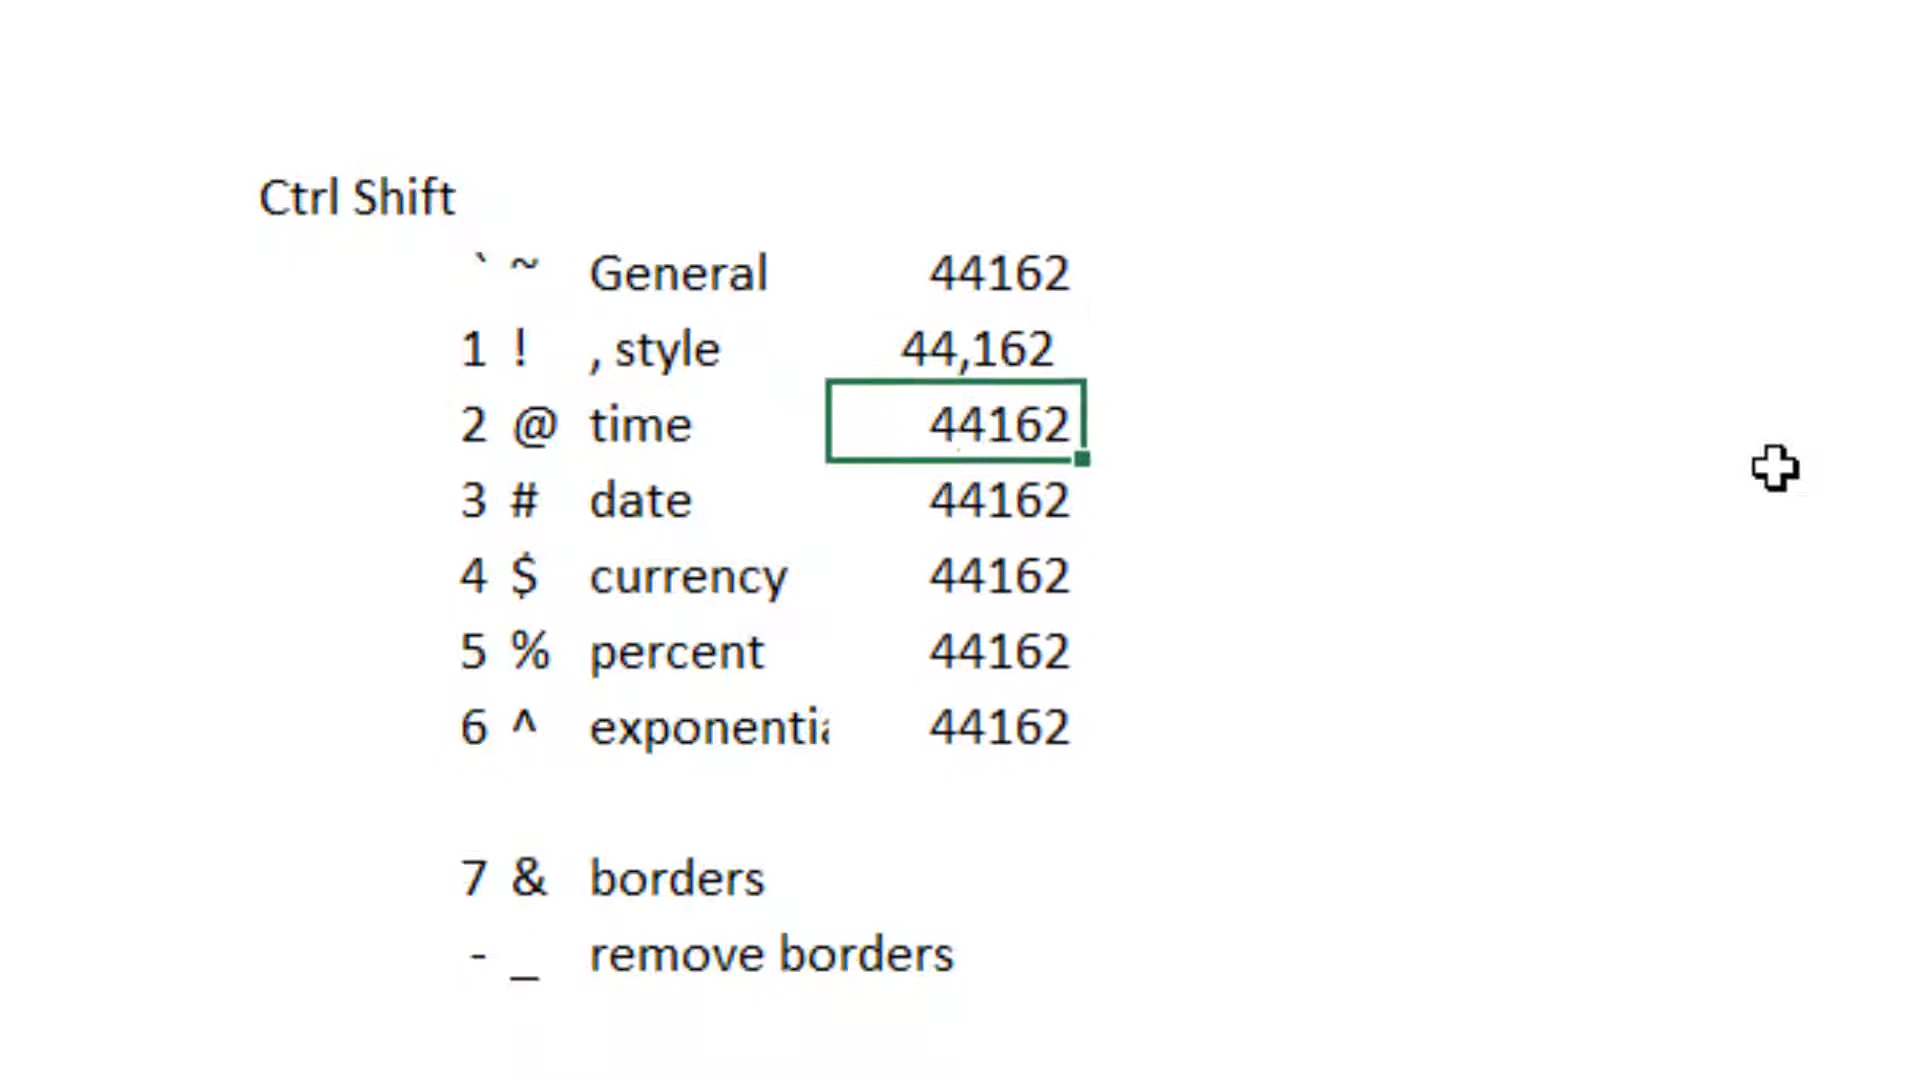 Ctrl Shift
` ~ General 44162
1 ! , style 44,162
2 @ time 44162
3 # date 44162
4 $ currency 44162
5 % percent 44162
6 ^ exponentia 44162
7 & borders
- _ remove borders